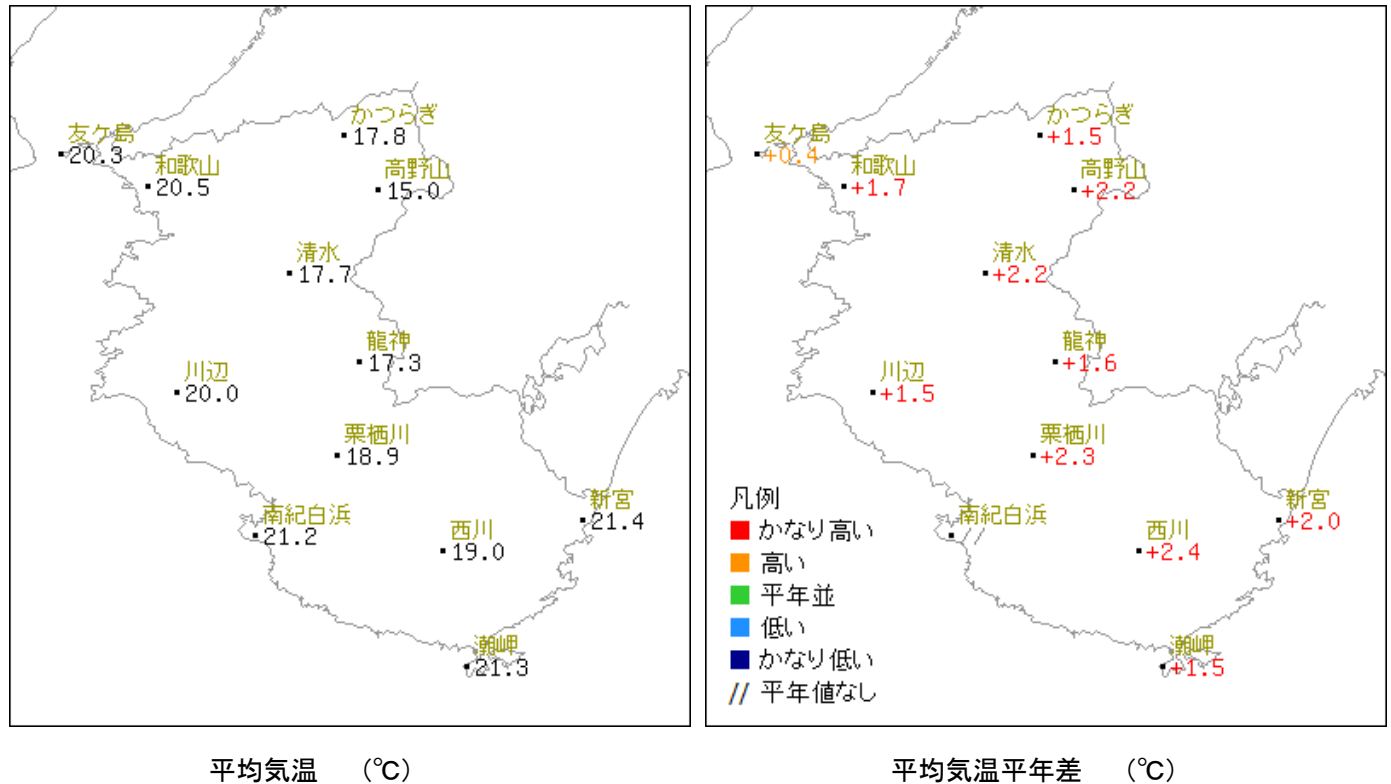 かつらぎ
17.8
友ケ島
20.3
和歌山
20.5
高野山
15.0
清水
17.7
龍神
17.3
川辺
20.0
栗栖川
18.9
南紀白浜
21.2
西川
19.0
新宮
21.4
潮岬
21.3
平均気温 (℃)
かつらぎ
+1.5
友ケ島
+0.4
和歌山
+1.7
高野山
+2.2
清水
+2.2
龍神
+1.6
川辺
+1.5
栗栖川
+2.3
南紀白浜
//
西川
+2.4
新宮
+2.0
潮岬
+1.5
凡例
かなり高い
高い
平年並
低い
かなり低い
// 平年値なし
平均気温平年差 (℃)